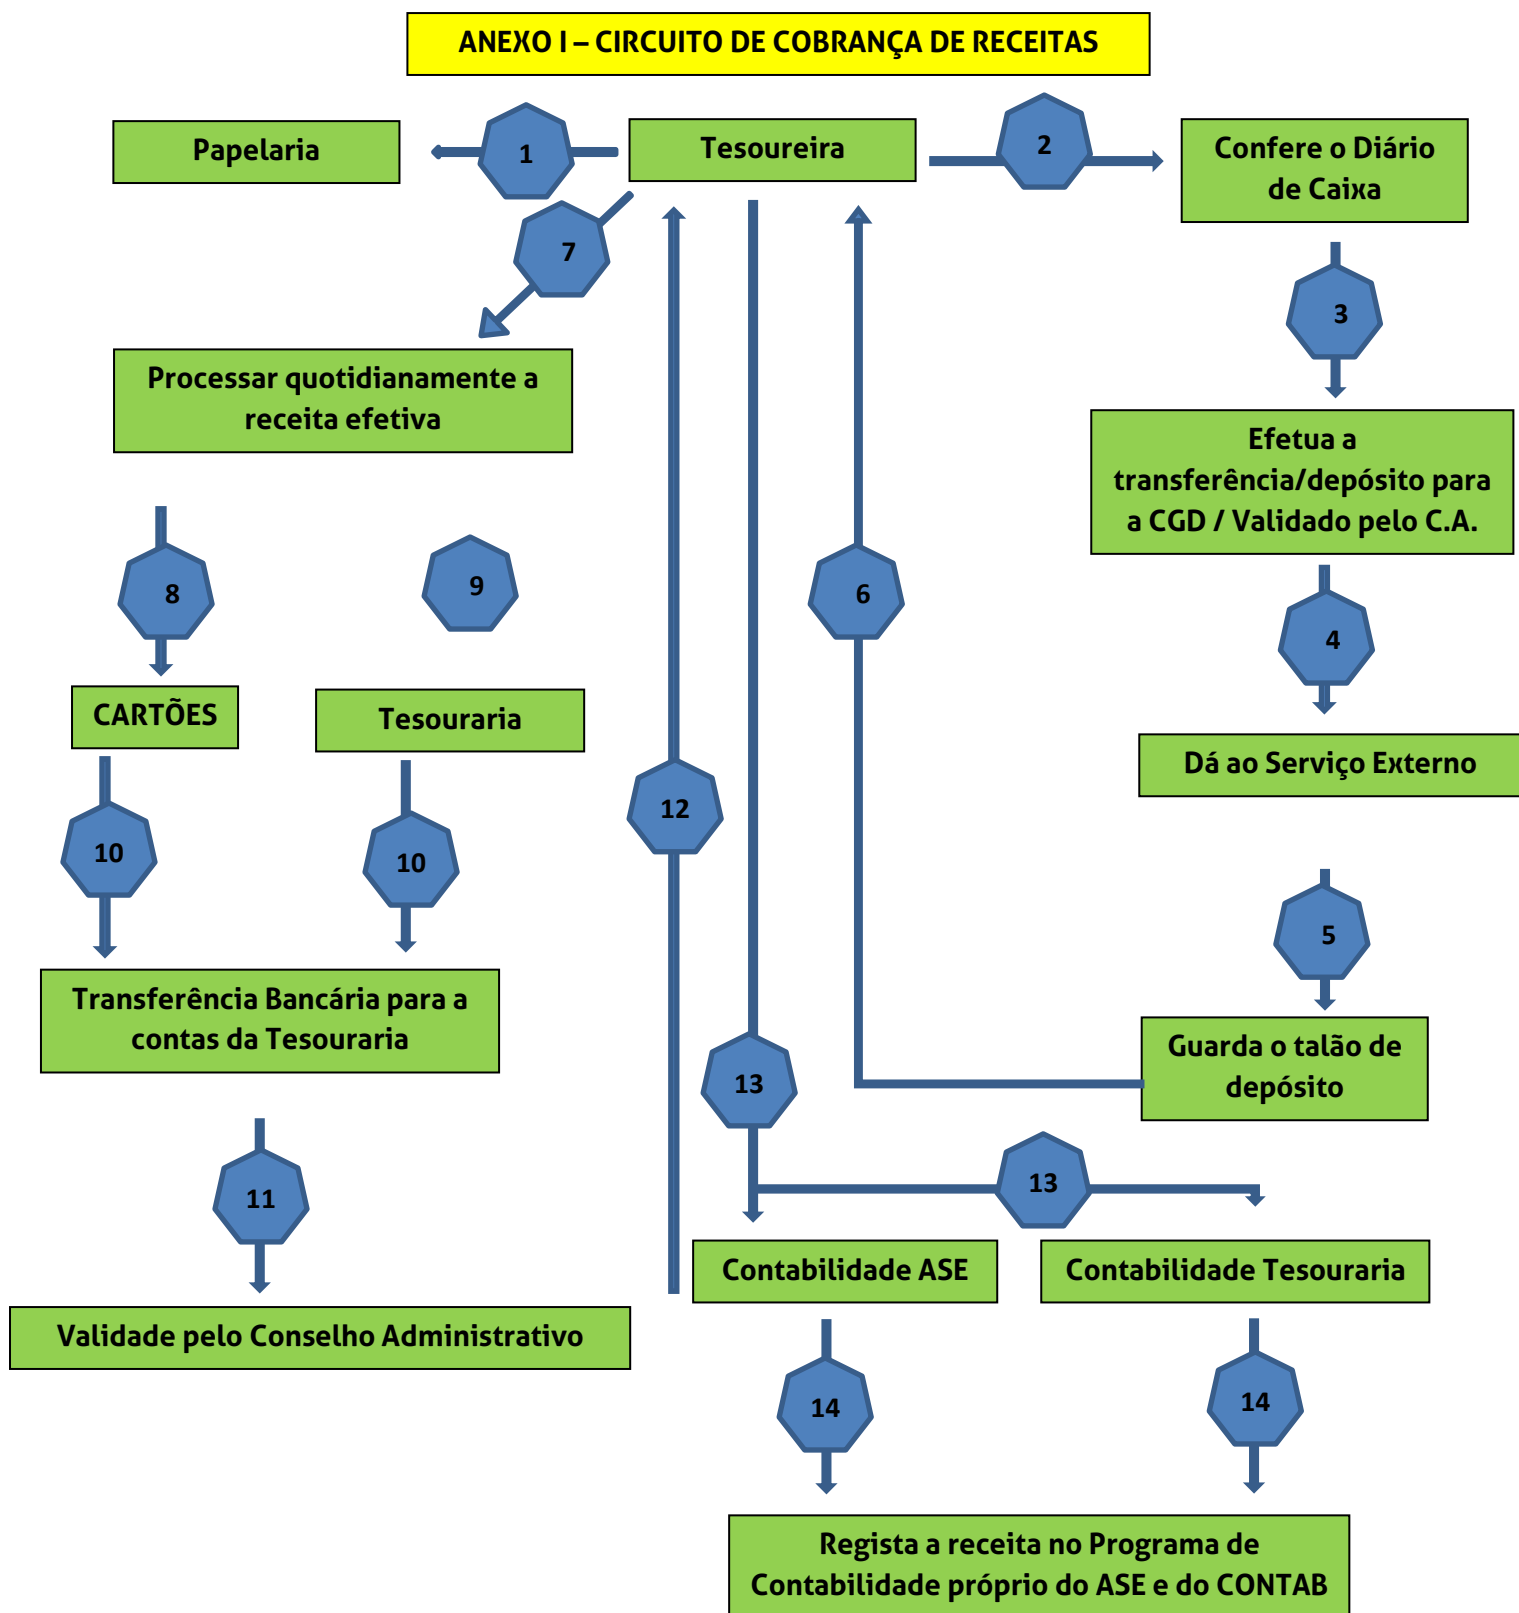 ANEXO I – CIRCUITO DE COBRANÇA DE RECEITAS
Papelaria
1
Tesoureira
2
Confere o Diário
de Caixa
7
3
Processar quotidianamente a
receita efetiva
Efetua a
transferência/depósito para
a CGD / Validado pelo C.A.
8
9
6
4
CARTÕES
Tesouraria
Dá ao Serviço Externo
12
10
10
5
Transferência Bancária para a
contas da Tesouraria
Guarda o talão de
depósito
13
11
13
Contabilidade ASE
Contabilidade Tesouraria
Validade pelo Conselho Administrativo
14
14
Regista a receita no Programa de
Contabilidade próprio do ASE e do CONTAB